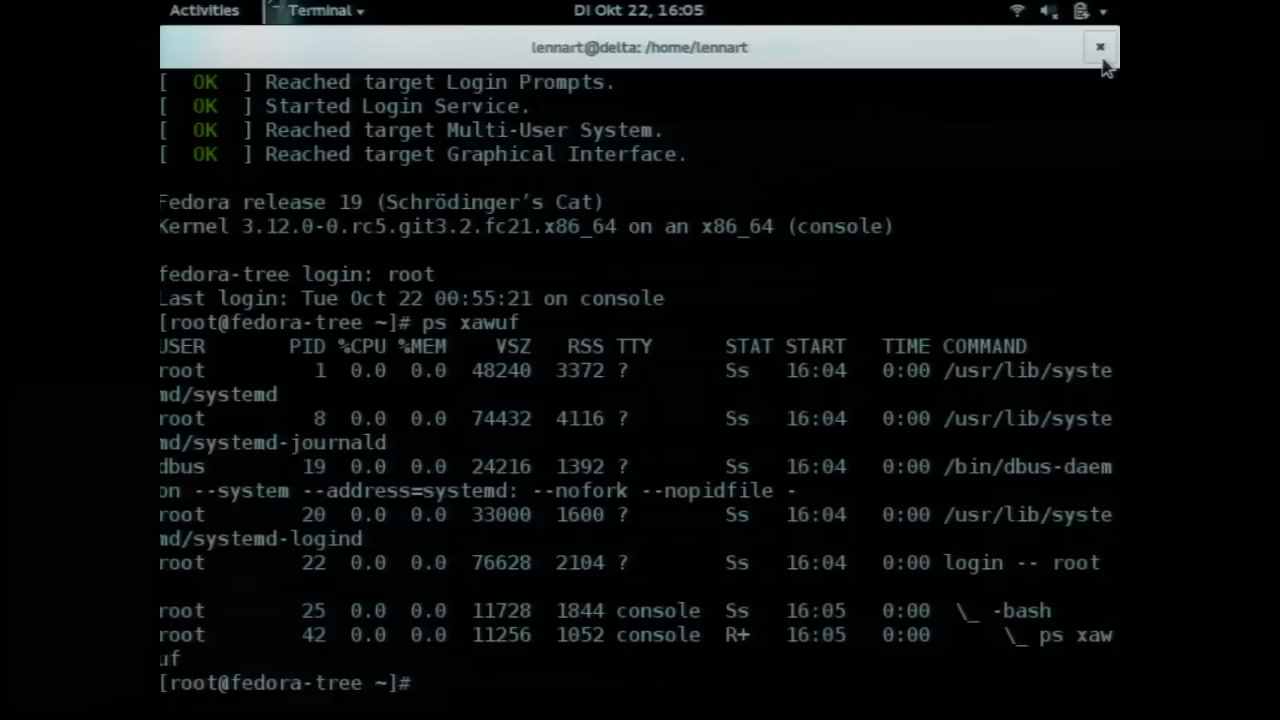 Activities Terminal DI Okt 22, 16:05
lennart@delta: /home/lennart
[ OK ] Reached target Login Prompts.
[ OK ] Started Login Service.
[ OK ] Reached target Multi-User System.
[ OK ] Reached target Graphical Interface.
Fedora release 19 (Schrödinger's Cat)
Kernel 3.12.0-0.rc5.git3.2.fc21.x86_64 on an x86_64 (console)
fedora-tree login: root
Last login: Tue Oct 22 00:55:21 on console
[root@fedora-tree ~]# ps xawuf
USER PID %CPU %MEM VSZ RSS TTY STAT START TIME COMMAND
root 1 0.0 0.0 48240 3372 ? Ss 16:04 0:00 /usr/lib/syste
md/systemd
root 8 0.0 0.0 74432 4116 ? Ss 16:04 0:00 /usr/lib/syste
md/systemd-journald
dbus 19 0.0 0.0 24216 1392 ? Ss 16:04 0:00 /bin/dbus-daem
on --system --address=systemd: --nofork --nopidfile -
root 20 0.0 0.0 33000 1600 ? Ss 16:04 0:00 /usr/lib/syste
md/systemd-logind
root 22 0.0 0.0 76628 2104 ? Ss 16:04 0:00 login -- root
root 25 0.0 0.0 11728 1844 console Ss 16:05 0:00 \_ -bash
root 42 0.0 0.0 11256 1052 console R+ 16:05 0:00 \_ ps xaw
uf
[root@fedora-tree ~]#